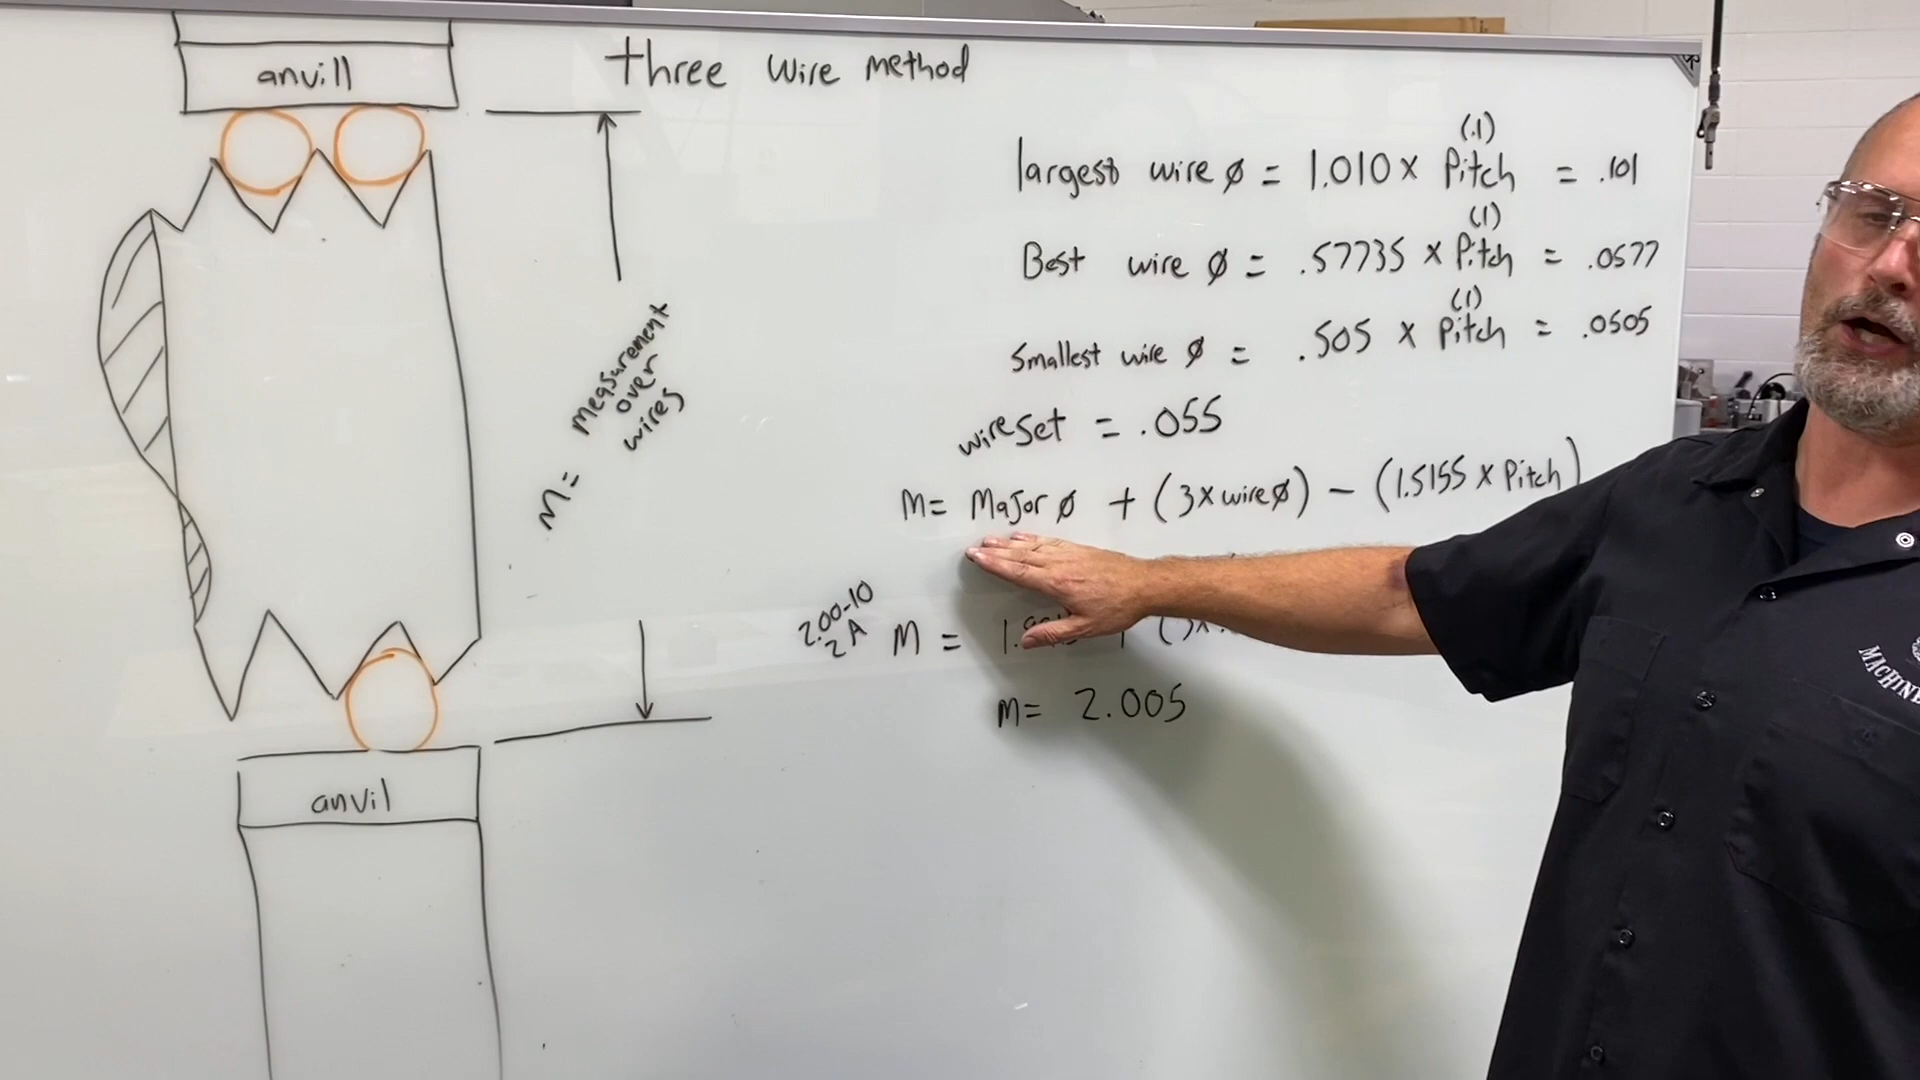 anvill
three wire method
(.1)
largest wire ø = 1.010 x Pitch = .101
(.1)
Best wire ø = .57735 x Pitch = .0577
(.1)
Smallest wire ø = .505 x Pitch = .0505
wire set = .055
M = measurement
over
wires
M = Major ø + (3 x wire ø) - (1.5155 x Pitch)
2.00-10
2A
M =
M = 2.005
anvil